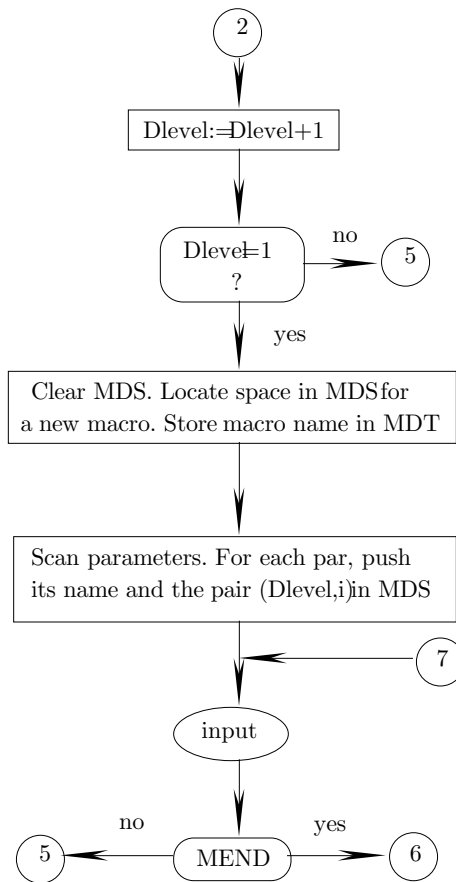 2
Dlevel:=Dlevel+1
Dlevel=1
?
no
5
yes
Clear MDS. Locate space in MDS for
a new macro. Store macro name in MDT
Scan parameters. For each par, push
its name and the pair (Dlevel,i)in MDS
7
input
no
yes
5
MEND
6